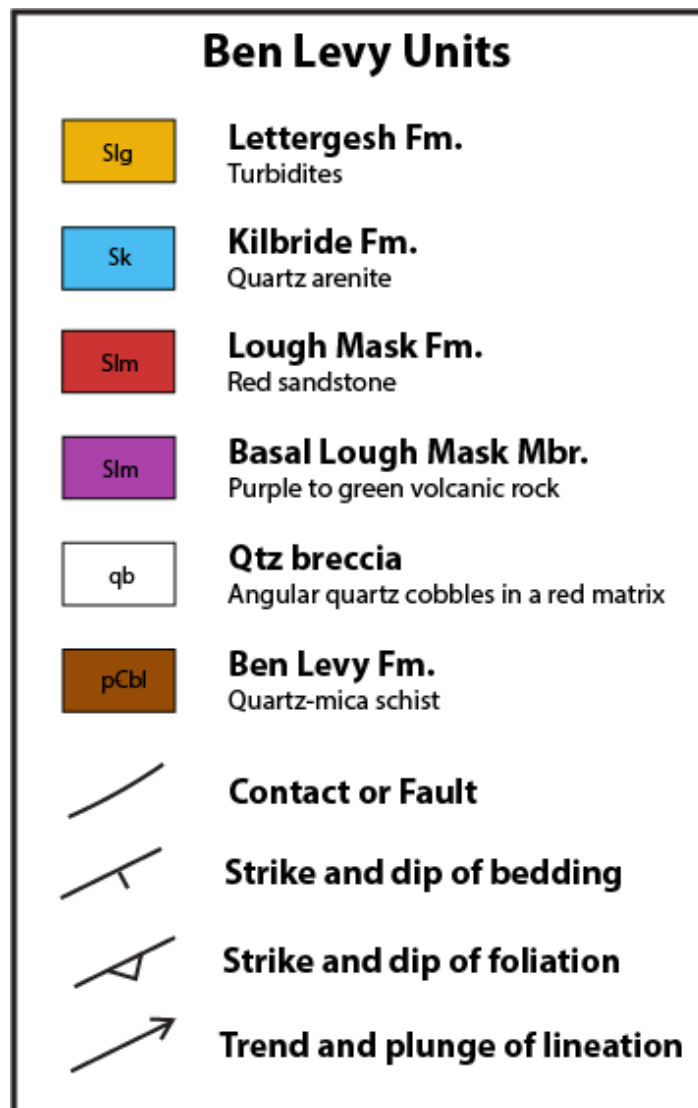 Ben Levy Units
Slg
Lettergesh Fm.
Turbidites
Sk
Kilbride Fm.
Quartz arenite
Slm
Lough Mask Fm.
Red sandstone
Slm
Basal Lough Mask Mbr.
Purple to green volcanic rock
qb
Qtz breccia
Angular quartz cobbles in a red matrix
pЄbl
Ben Levy Fm.
Quartz-mica schist
Contact or Fault
Strike and dip of bedding
Strike and dip of foliation
Trend and plunge of lineation